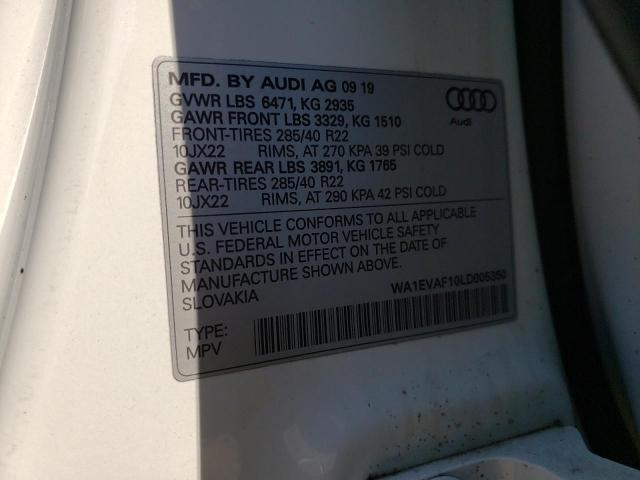 MFD. BY AUDI AG 09 19
GVWR LBS 6471, KG 2935
GAWR FRONT LBS 3329, KG 1510
FRONT-TIRES 285/40 R22
10JX22 RIMS, AT 270 KPA 39 PSI COLD
GAWR REAR LBS 3891, KG 1765
REAR-TIRES 285/40 R22
10JX22 RIMS, AT 290 KPA 42 PSI COLD
Audi
THIS VEHICLE CONFORMS TO ALL APPLICABLE
U.S. FEDERAL MOTOR VEHICLE SAFETY
STANDARDS IN EFFECT ON THE DATE OF
MANUFACTURE SHOWN ABOVE.
SLOVAKIA
WA1EVAF10LD005350
TYPE:
MPV